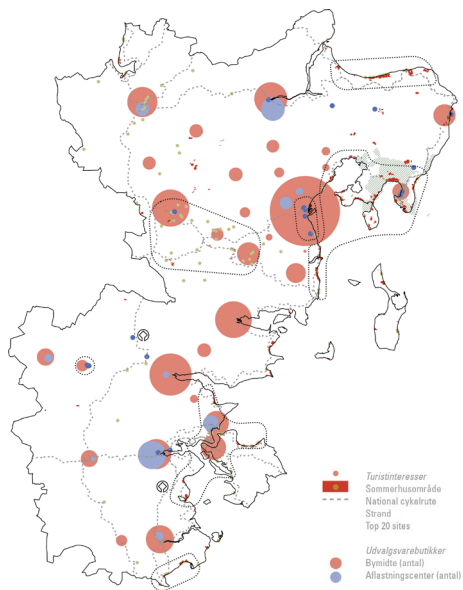 Turistinteresser
Sommerhusområde
National cykelrute
Strand
Top 20 sites
Udvalgsvarebutikker
Bymidte (antal)
Aflastningscenter (antal)